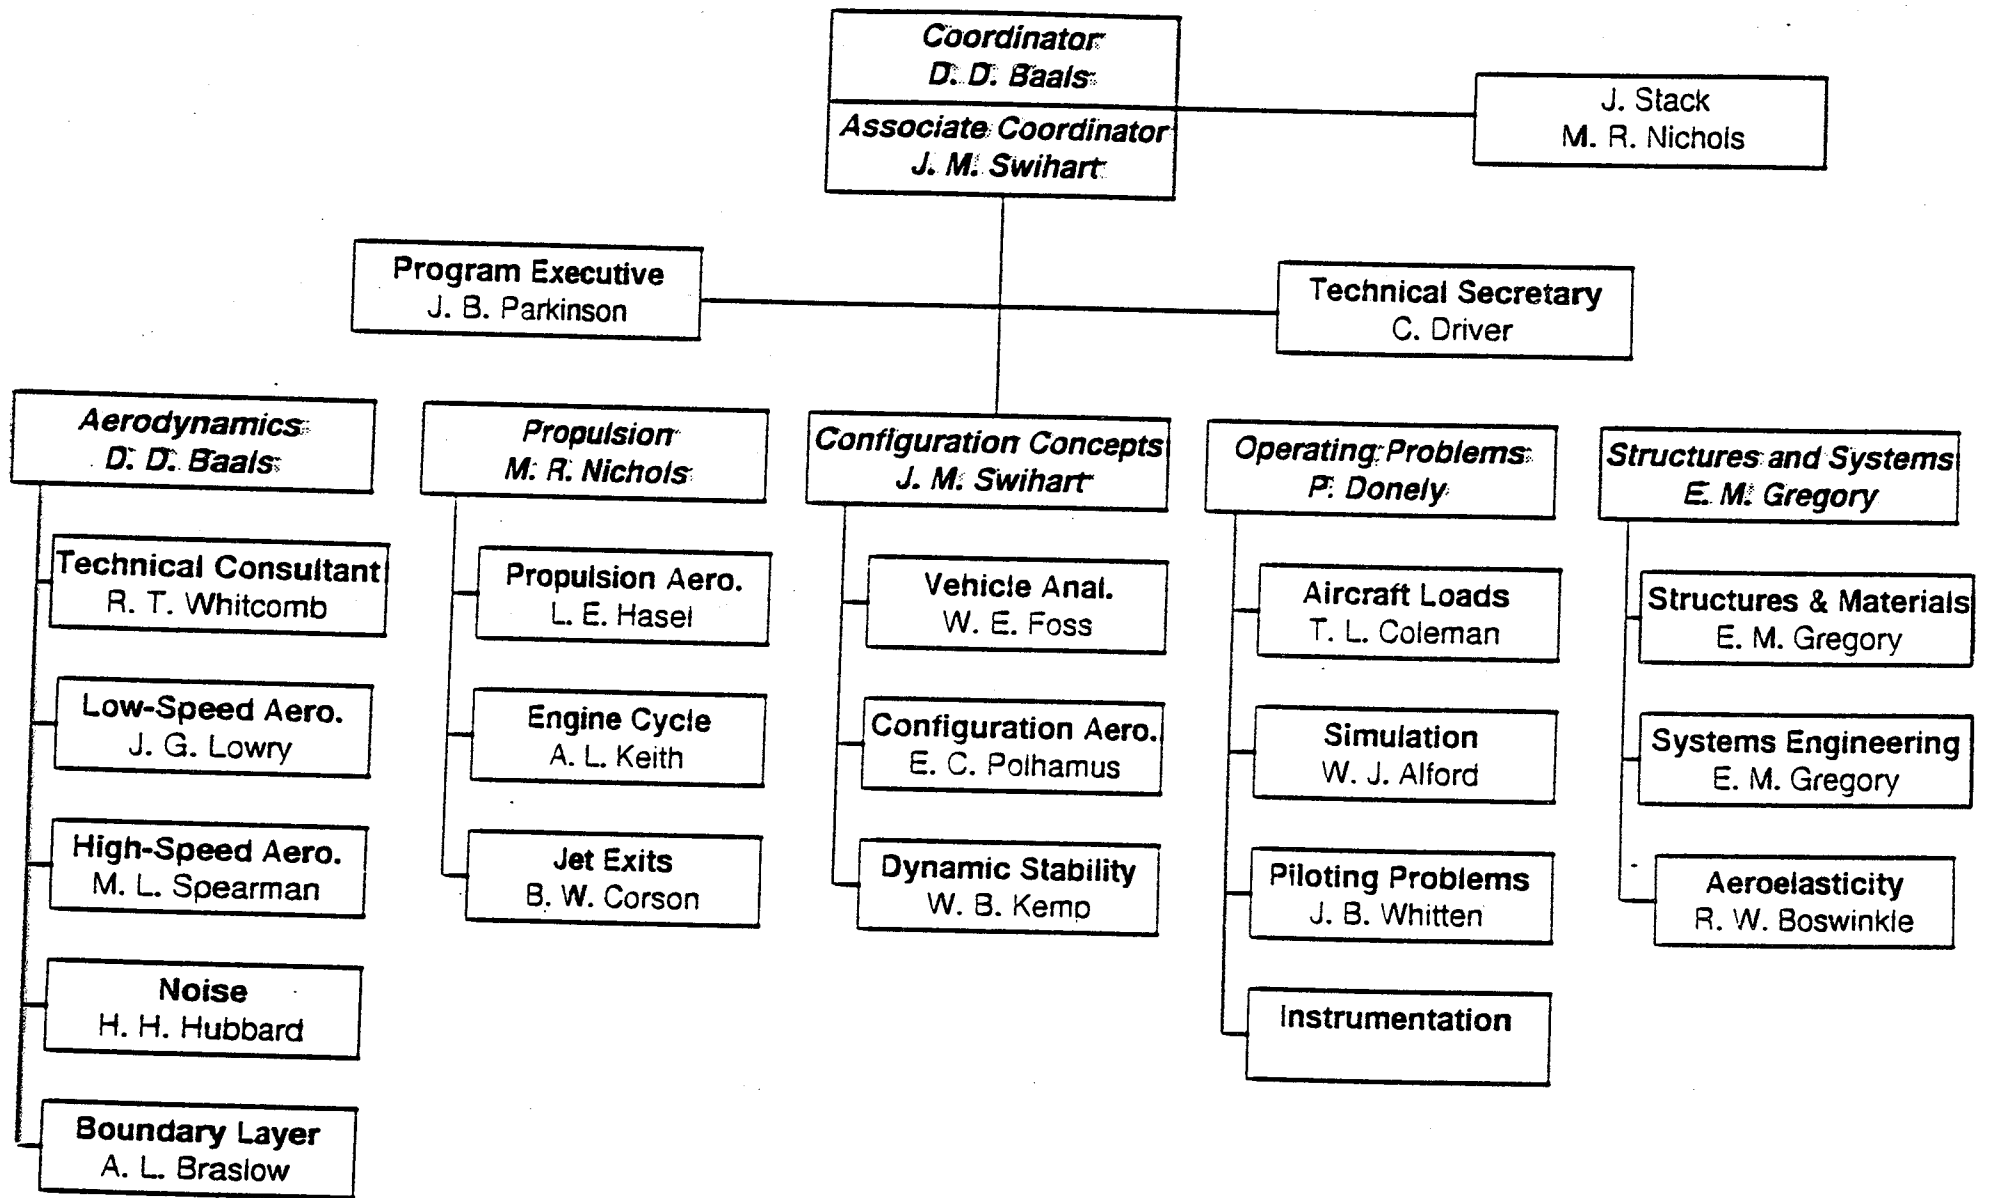 Coordinator
D. D. Baals
Associate Coordinator
J. M. Swihart
J. Stack
M. R. Nichols
Program Executive
J. B. Parkinson
Technical Secretary
C. Driver
Aerodynamics
D. D. Baals
Technical Consultant
R. T. Whitcomb
Low-Speed Aero.
J. G. Lowry
High-Speed Aero.
M. L. Spearman
Noise
H. H. Hubbard
Boundary Layer
A. L. Braslow
Propulsion
M. R. Nichols
Propulsion Aero.
L. E. Hasel
Engine Cycle
A. L. Keith
Jet Exits
B. W. Corson
Configuration Concepts
J. M. Swihart
Vehicle Anal.
W. E. Foss
Configuration Aero.
E. C. Polhamus
Dynamic Stability
W. B. Kemp
Operating Problems
P. Donely
Aircraft Loads
T. L. Coleman
Simulation
W. J. Alford
Piloting Problems
J. B. Whitten
Instrumentation
Structures and Systems
E. M. Gregory
Structures & Materials
E. M. Gregory
Systems Engineering
E. M. Gregory
Aeroelasticity
R. W. Boswinkle